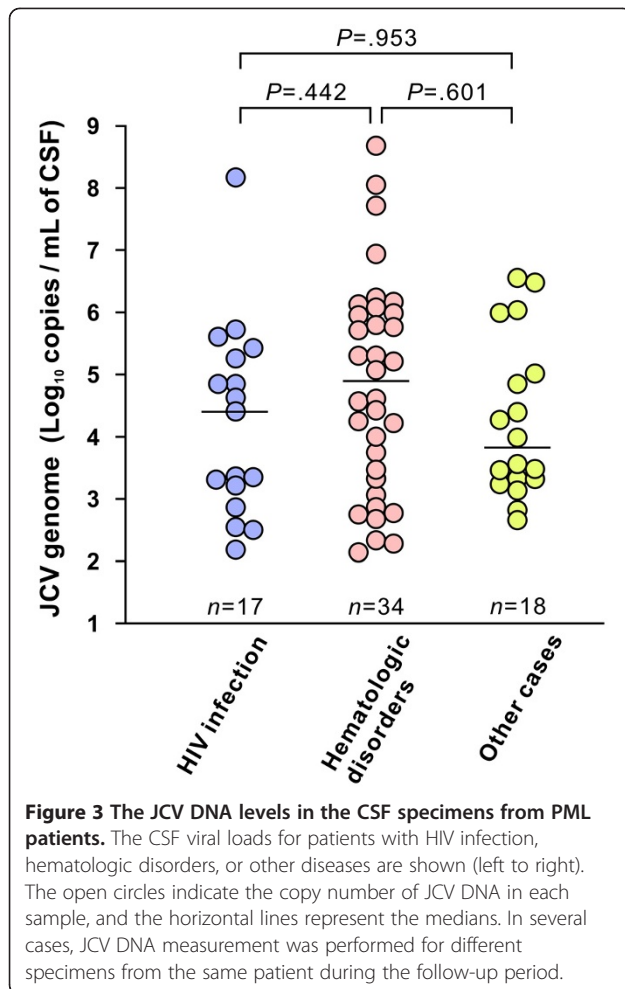 P=.953
P=.442
P=.601
JCV genome (Log₁₀ copies / mL of CSF)
9
8
7
6
5
4
3
2
1
n=17
n=34
n=18
HIV infection
Hematologic
disorders
Other cases
Figure 3 The JCV DNA levels in the CSF specimens from PML
patients. The CSF viral loads for patients with HIV infection,
hematologic disorders, or other diseases are shown (left to right).
The open circles indicate the copy number of JCV DNA in each
sample, and the horizontal lines represent the medians. In several
cases, JCV DNA measurement was performed for different
specimens from the same patient during the follow-up period.